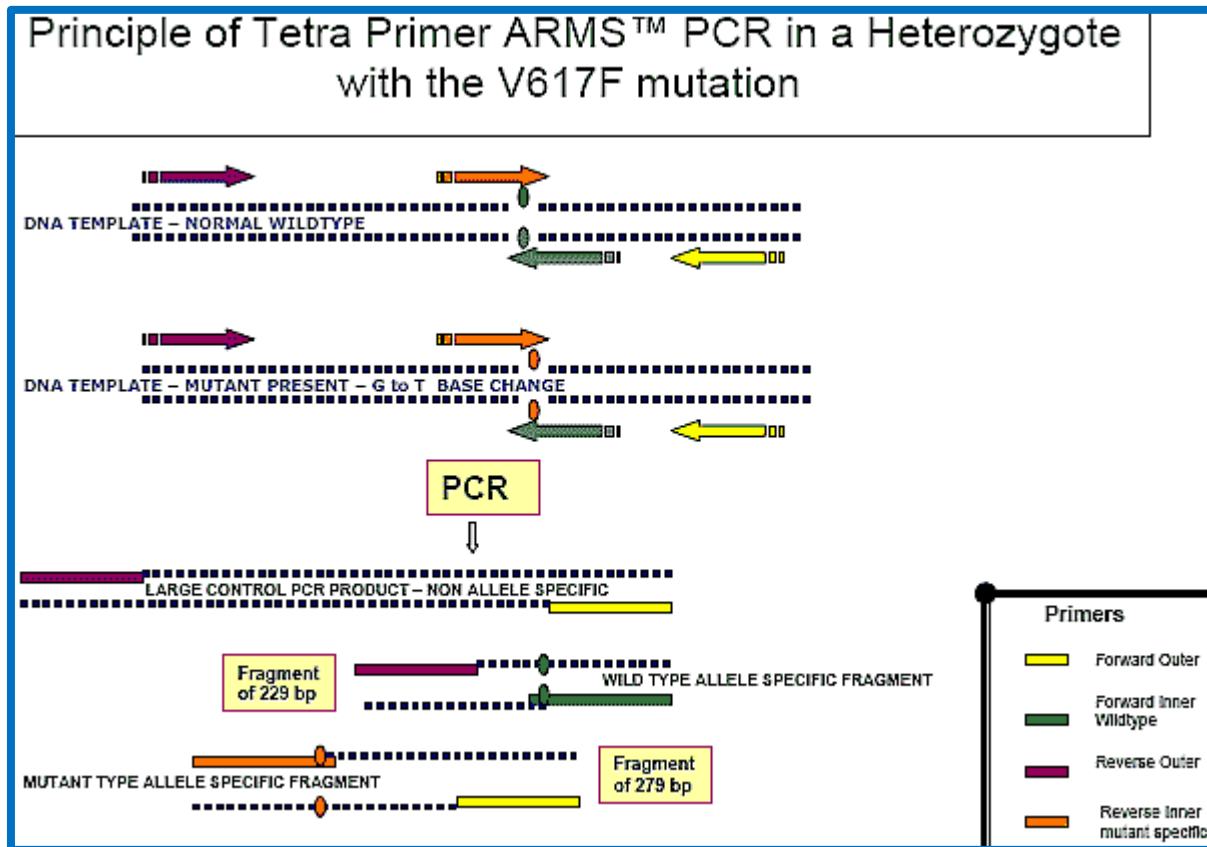 Principle of Tetra Primer ARMS™ PCR in a Heterozygote
with the V617F mutation
DNA TEMPLATE – NORMAL WILDTYPE
DNA TEMPLATE – MUTANT PRESENT – G to T BASE CHANGE
PCR
LARGE CONTROL PCR PRODUCT – NON ALLELE SPECIFIC
Fragment
of 229 bp
WILD TYPE ALLELE SPECIFIC FRAGMENT
MUTANT TYPE ALLELE SPECIFIC FRAGMENT
Fragment
of 279 bp
Primers
Forward Outer
Forward Inner
Wildtype
Reverse Outer
Reverse Inner
mutant specific